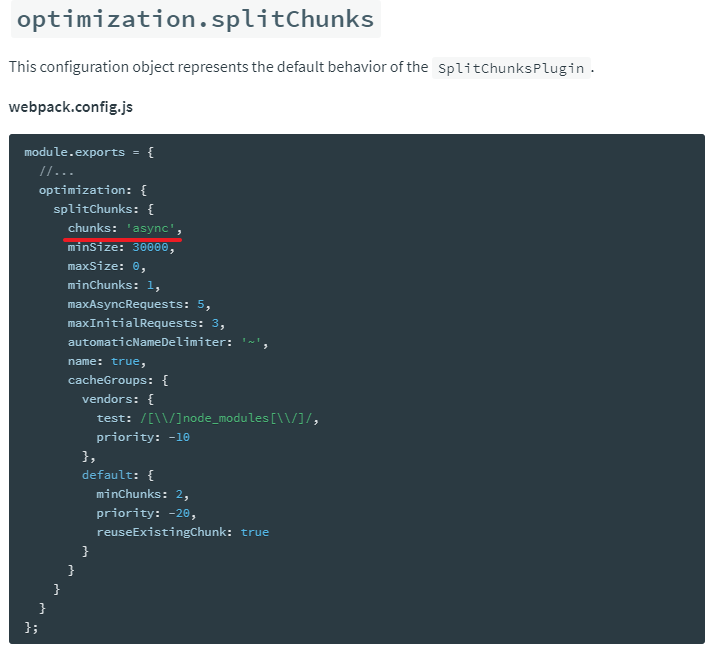 optimization.splitChunks
This configuration object represents the default behavior of the SplitChunksPlugin.
webpack.config.js
module.exports = {
  //...
  optimization: {
    splitChunks: {
      chunks: 'async',
      minSize: 30000,
      maxSize: 0,
      minChunks: 1,
      maxAsyncRequests: 5,
      maxInitialRequests: 3,
      automaticNameDelimiter: '~',
      name: true,
      cacheGroups: {
        vendors: {
          test: /[\\/]node_modules[\\/]/,
          priority: -10
        },
        default: {
          minChunks: 2,
          priority: -20,
          reuseExistingChunk: true
        }
      }
    }
  }
};